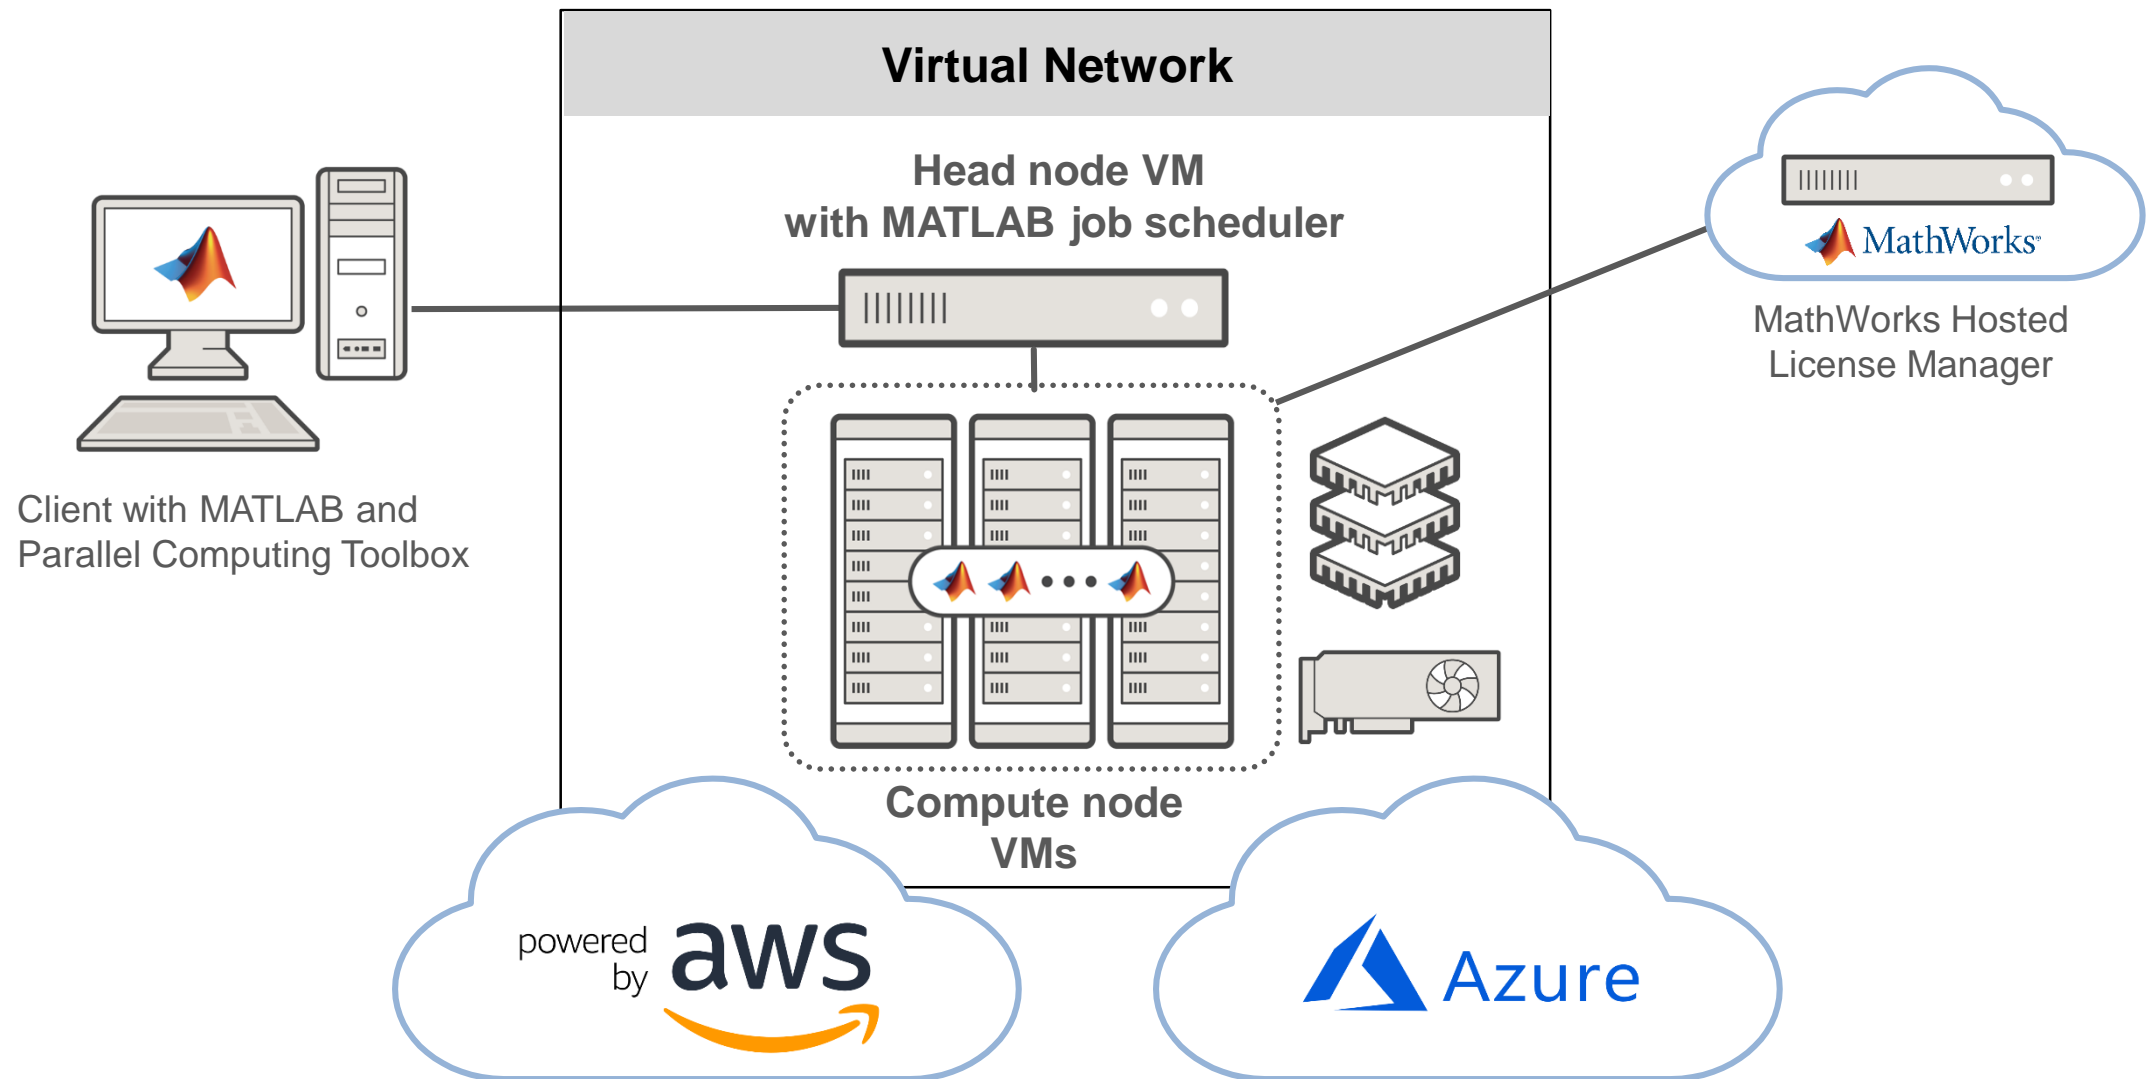 Virtual Network
Head node VM
with MATLAB job scheduler
MathWorks
MathWorks Hosted
License Manager
Client with MATLAB and
Parallel Computing Toolbox
Compute node
VMs
powered
by
aws
Azure